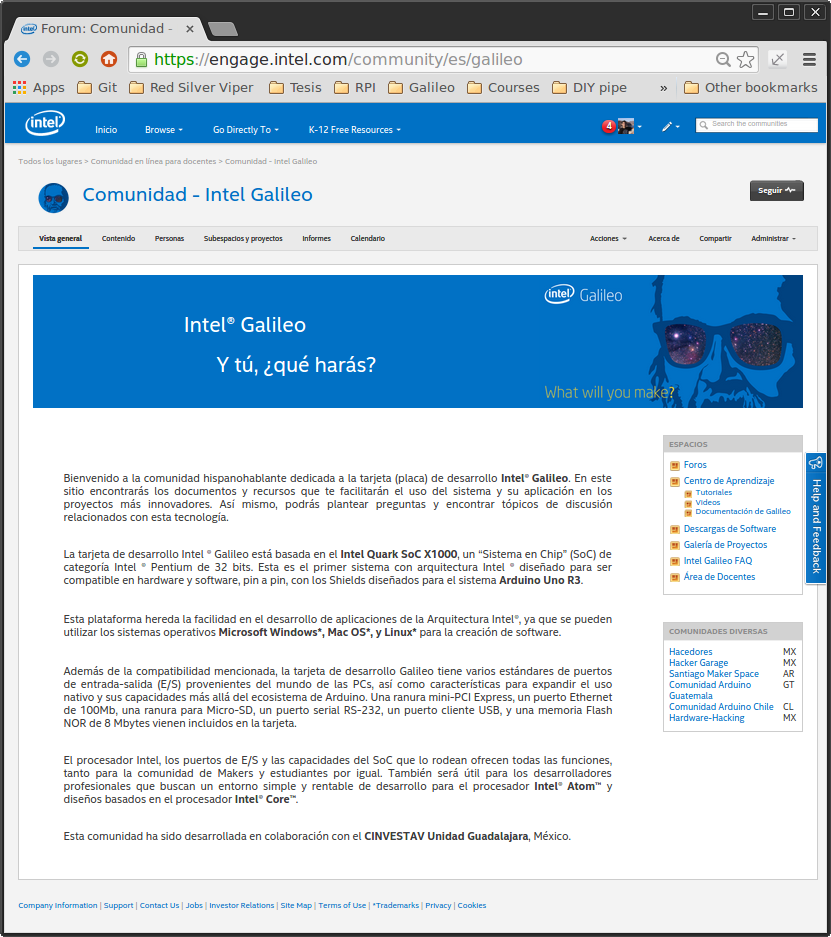 Forum: Comunidad -
https://engage.intel.com/community/es/galileo
Apps Git Red Silver Viper Tesis RPI Galileo Courses DIY pipe » Other bookmarks
intel Inicio Browse Go Directly To K-12 Free Resources 4 Search the communities
Todos los lugares > Comunidad en línea para docentes > Comunidad - Intel Galileo
Comunidad - Intel Galileo
Seguir
Vista general Contenido Personas Subespacios y proyectos Informes Calendario Acciones Acerca de Compartir Administrar
intel Galileo
Intel® Galileo
Y tú, ¿qué harás?
What will you make?
Bienvenido a la comunidad hispanohablante dedicada a la tarjeta (placa) de desarrollo Intel® Galileo. En este
sitio encontrarás los documentos y recursos que te facilitarán el uso del sistema y su aplicación en los
proyectos más innovadores. Así mismo, podrás plantear preguntas y encontrar tópicos de discusión
relacionados con esta tecnología.
La tarjeta de desarrollo Intel ® Galileo está basada en el Intel Quark SoC X1000, un “Sistema en Chip” (SoC) de
categoría Intel ® Pentium de 32 bits. Esta es el primer sistema con arquitectura Intel ® diseñado para ser
compatible en hardware y software, pin a pin, con los Shields diseñados para el sistema Arduino Uno R3.
Esta plataforma hereda la facilidad en el desarrollo de aplicaciones de la Arquitectura Intel®, ya que se pueden
utilizar los sistemas operativos Microsoft Windows*, Mac OS*, y Linux* para la creación de software.
Además de la compatibilidad mencionada, la tarjeta de desarrollo Galileo tiene varios estándares de puertos
de entrada-salida (E/S) provenientes del mundo de las PCs, así como características para expandir el uso
nativo y sus capacidades más allá del ecosistema de Arduino. Una ranura mini-PCI Express, un puerto Ethernet
de 100Mb, una ranura para Micro-SD, un puerto serial RS-232, un puerto cliente USB, y una memoria Flash
NOR de 8 Mbytes vienen incluidos en la tarjeta.
El procesador Intel, los puertos de E/S y las capacidades del SoC que lo rodean ofrecen todas las funciones,
tanto para la comunidad de Makers y estudiantes por igual. También será útil para los desarrolladores
profesionales que buscan un entorno simple y rentable de desarrollo para el procesador Intel® Atom™ y
diseños basados en el procesador Intel® Core™.
Esta comunidad ha sido desarrollada en colaboración con el CINVESTAV Unidad Guadalajara, México.
ESPACIOS
Foros
Centro de Aprendizaje
Tutoriales
Videos
Documentación de Galileo
Descargas de Software
Galería de Proyectos
Intel Galileo FAQ
Área de Docentes
COMUNIDADES DIVERSAS
Hacedores MX
Hacker Garage MX
Santiago Maker Space AR
Comunidad Arduino GT
Guatemala
Comunidad Arduino Chile CL
Hardware-Hacking MX
Help and Feedback
Company Information | Support | Contact Us | Jobs | Investor Relations | Site Map | Terms of Use | *Trademarks | Privacy | Cookies